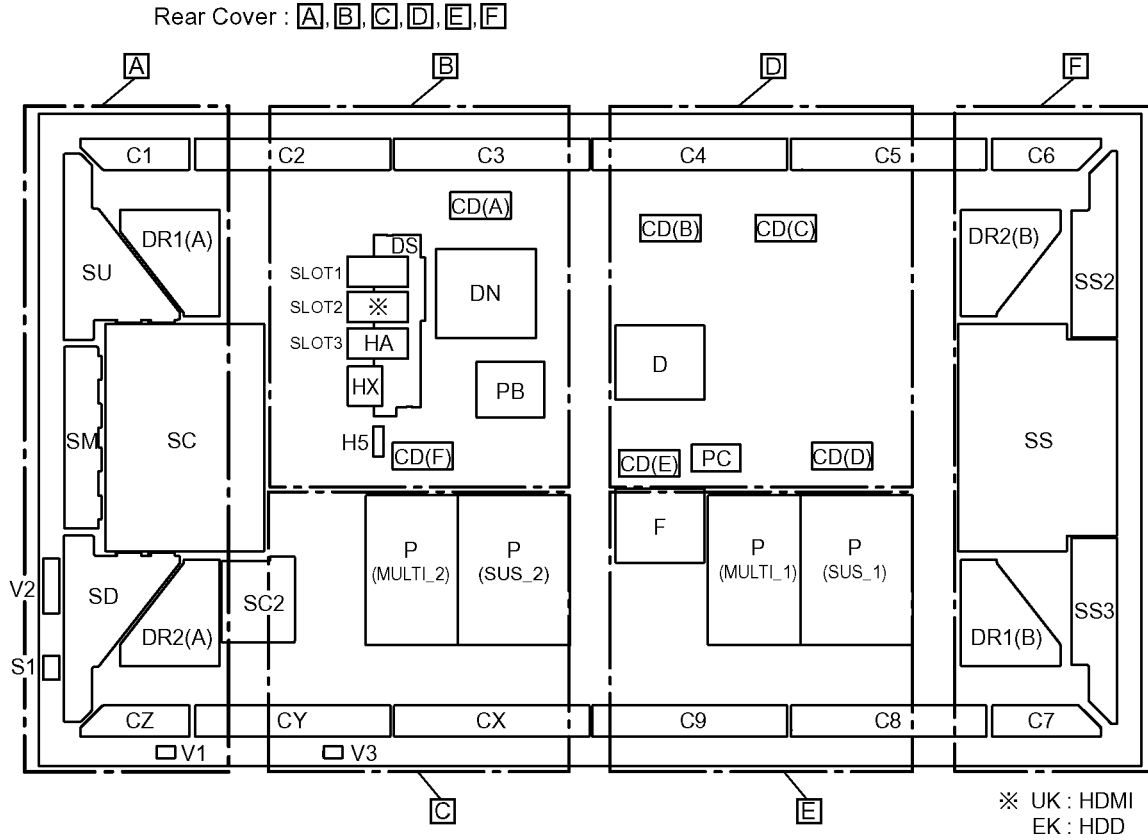 Rear Cover : A, B, C, D, E, F
A B D F
C1 C2 C3 C4 C5 C6
CD(A)
DR1(A) DS CD(B) CD(C) DR2(B)
SU SLOT1 DN SS2
SLOT2 ※
SLOT3 HA
D
HX PB
SM SC H5 SS
CD(F) CD(E) PC CD(D)
F
P P P P
(MULTI_2) (SUS_2) (MULTI_1) (SUS_1)
V2 SD SC2 SS3
DR2(A) DR1(B)
S1
CZ CY CX C9 C8 C7
V1 V3
C E
※ UK : HDMI
EK : HDD